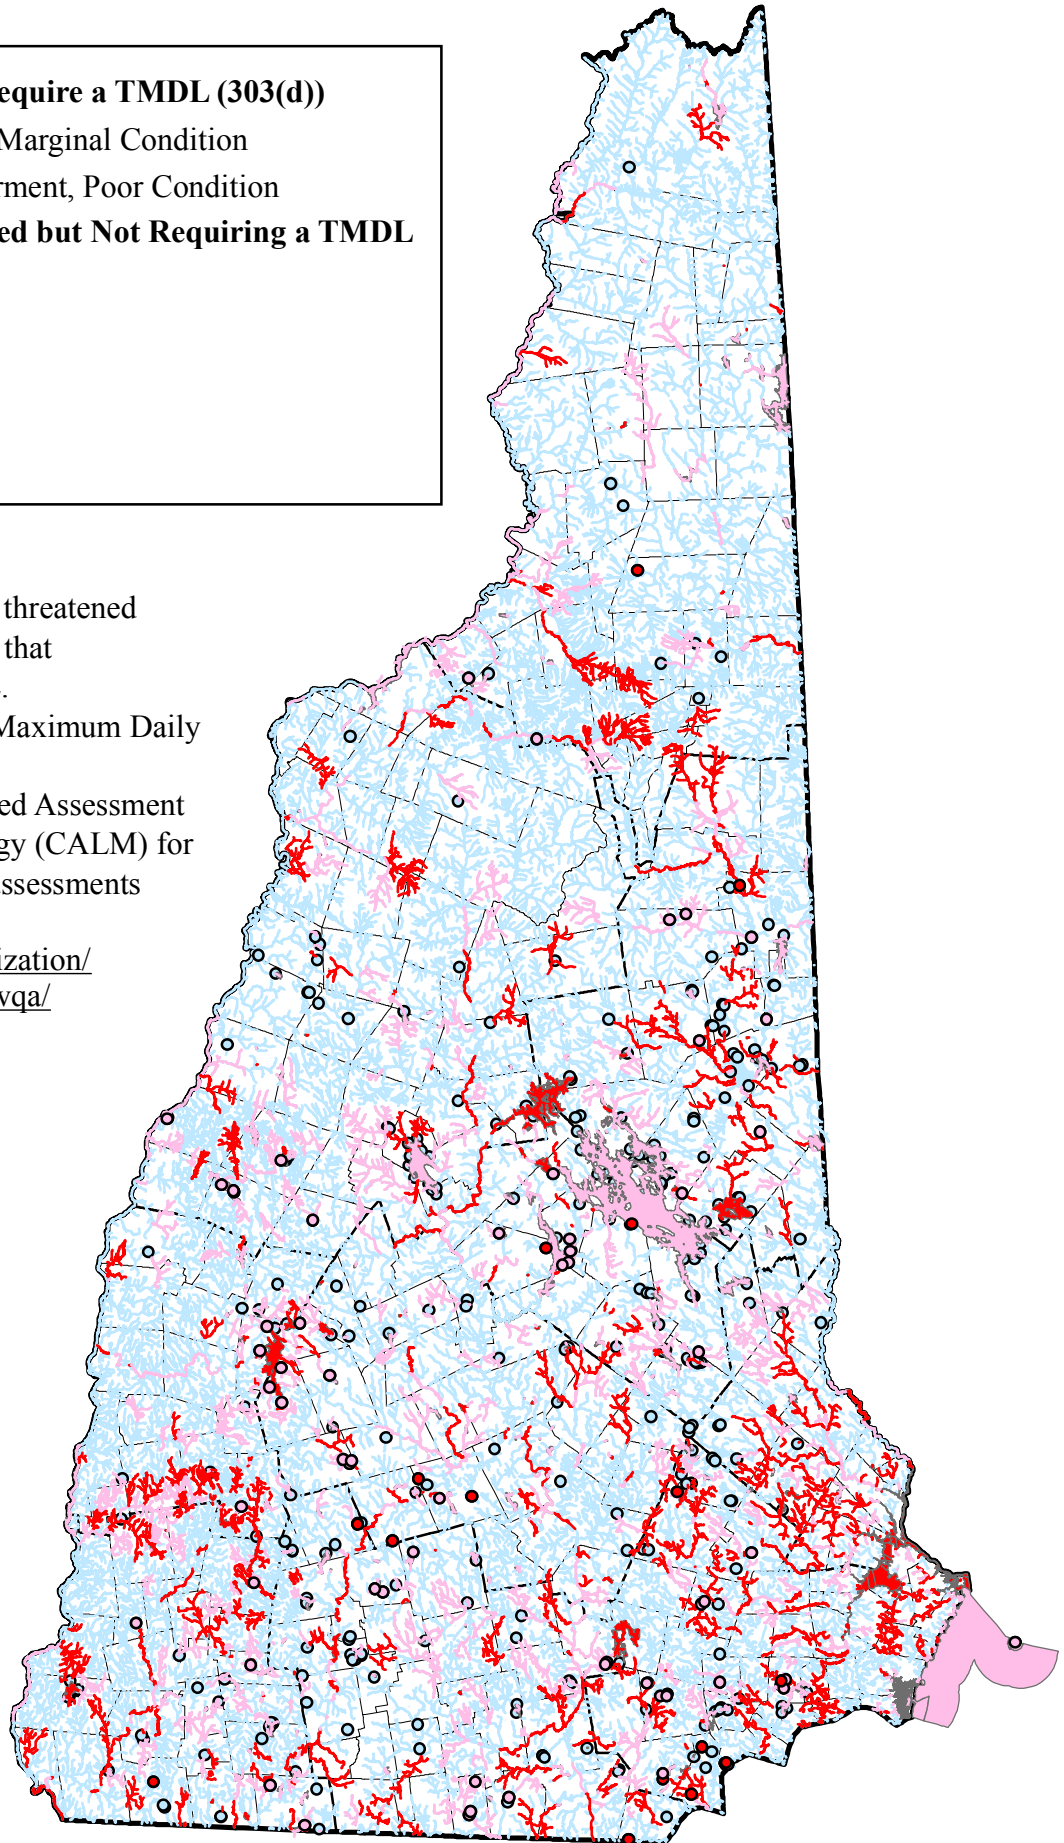 equire a TMDL (303(d))
Marginal Condition
rment, Poor Condition
ed but Not Requiring a TMDL
threatened
that
Maximum Daily
ed Assessment
gy (CALM) for
ssessments
ization/
vqa/